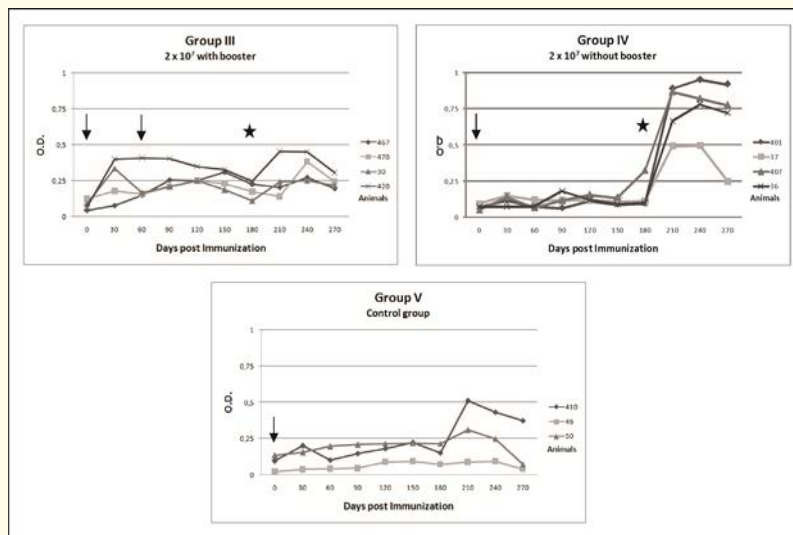 Group III
2 x 10⁷ with booster
1
0,75
0,5
0,25
0
O.D.
0 30 60 90 120 150 180 210 240 270
Days post Immunization
457
470
30
420
Animals
Group IV
2 x 10⁷ without booster
1
0,75
0,5
0,25
0
O.D.
0 30 60 90 120 150 180 210 240 270
Days post Immunization
401
37
407
36
Animals
Group V
Control group
1
0,75
0,5
0,25
0
O.D.
0 30 60 90 120 150 180 210 240 270
Days post Immunization
410
46
50
Animals